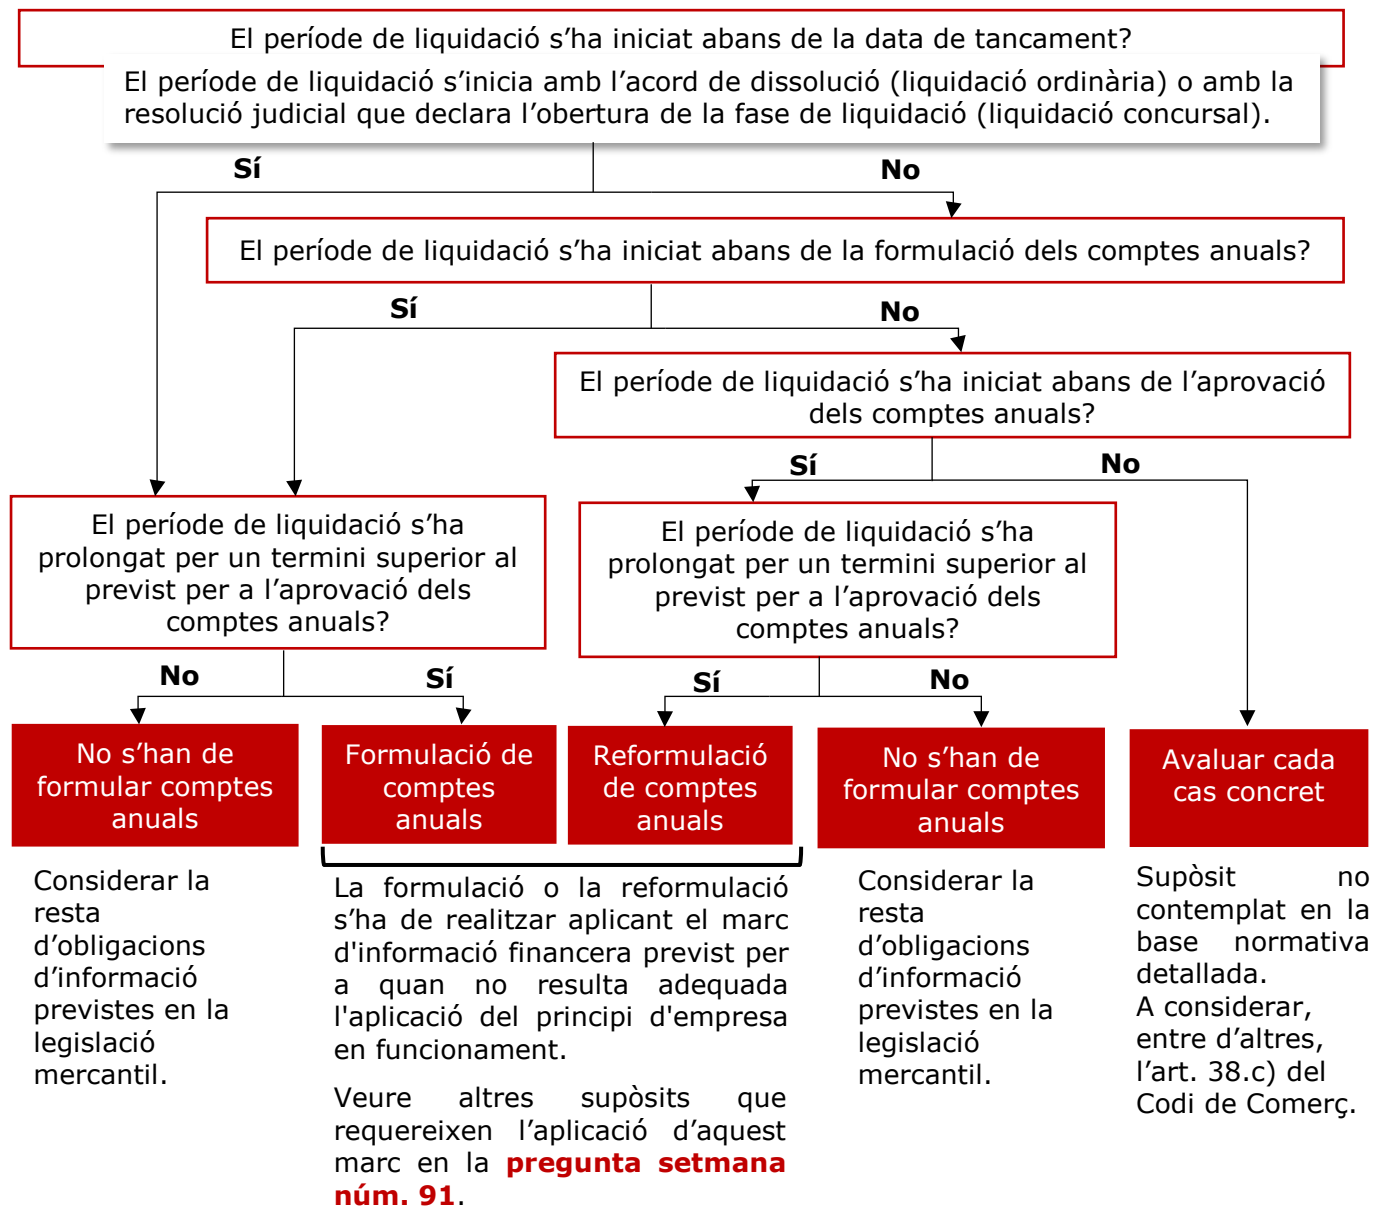 El període de liquidació s’ha iniciat abans de la data de tancament?
El període de liquidació s’inicia amb l’acord de dissolució (liquidació ordinària) o amb la
resolució judicial que declara l’obertura de la fase de liquidació (liquidació concursal).
Sí
No
El període de liquidació s’ha iniciat abans de la formulació dels comptes anuals?
Sí
No
El període de liquidació s’ha iniciat abans de l’aprovació
dels comptes anuals?
Sí
No
El període de liquidació s’ha
prolongat per un termini superior al
previst per a l’aprovació dels
comptes anuals?
El període de liquidació s’ha
prolongat per un termini superior al
previst per a l’aprovació dels
comptes anuals?
No
Sí
Sí
No
No s’han de
formular comptes
anuals
Formulació de
comptes
anuals
Reformulació
de comptes
anuals
No s’han de
formular comptes
anuals
Avaluar cada
cas concret
Considerar la
resta
d’obligacions
d’informació
previstes en la
legislació
mercantil.
La formulació o la reformulació
s’ha de realitzar aplicant el marc
d'informació financera previst per
a quan no resulta adequada
l'aplicació del principi d'empresa
en funcionament.
Veure altres supòsits que
requereixen l’aplicació d’aquest
marc en la pregunta setmana
núm. 91.
Considerar la
resta
d’obligacions
d’informació
previstes en la
legislació
mercantil.
Supòsit no
contemplat en la
base normativa
detallada.
A considerar,
entre d’altres,
l’art. 38.c) del
Codi de Comerç.